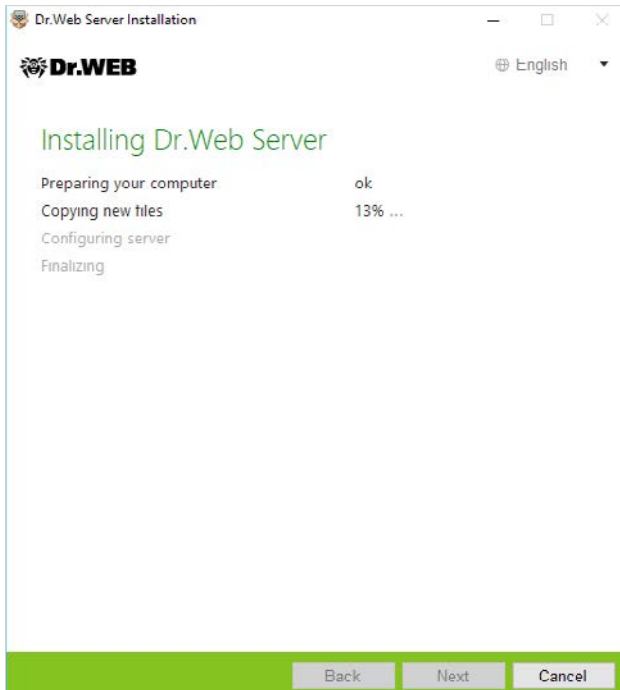 Dr.Web Server Installation
Dr.WEB
English
Installing Dr.Web Server
Preparing your computer ok
Copying new files 13% ...
Configuring server
Finalizing
Back Next Cancel